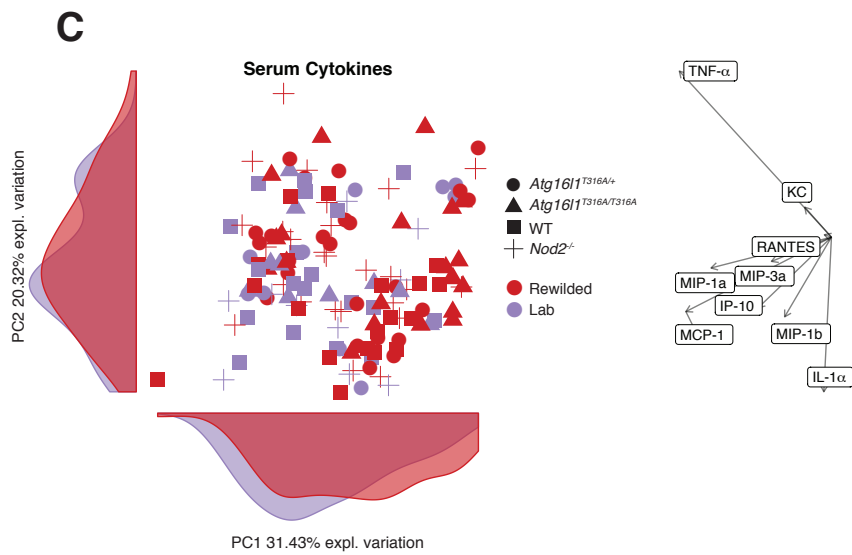 C
Serum Cytokines
PC2 20.32% expl. variation
PC1 31.43% expl. variation
Atg16l1T316A/+
Atg16l1T316A/T316A
WT
Nod2-/-
Rewilded
Lab
TNF-α
KC
RANTES
MIP-1a
MIP-3a
IP-10
MCP-1
MIP-1b
IL-1α